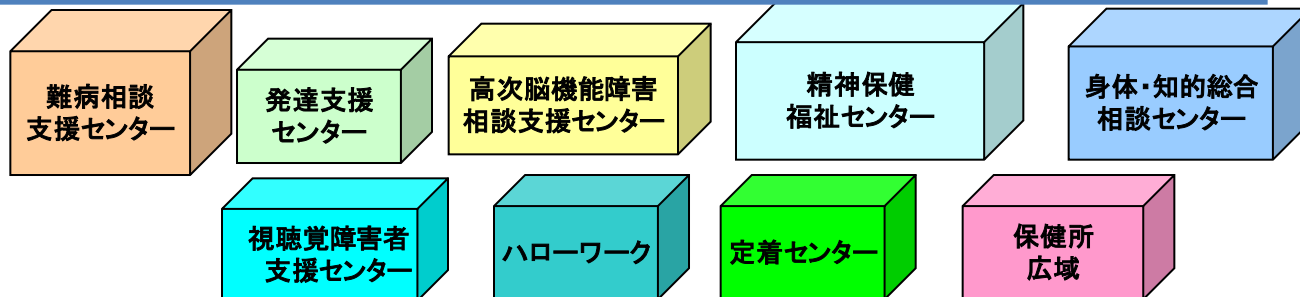 難病相談
支援センター
発達支援
センター
高次脳機能障害
相談支援センター
精神保健
福祉センター
身体・知的総合
相談センター
視聴覚障害者
支援センター
ハローワーク
定着センター
保健所
広域